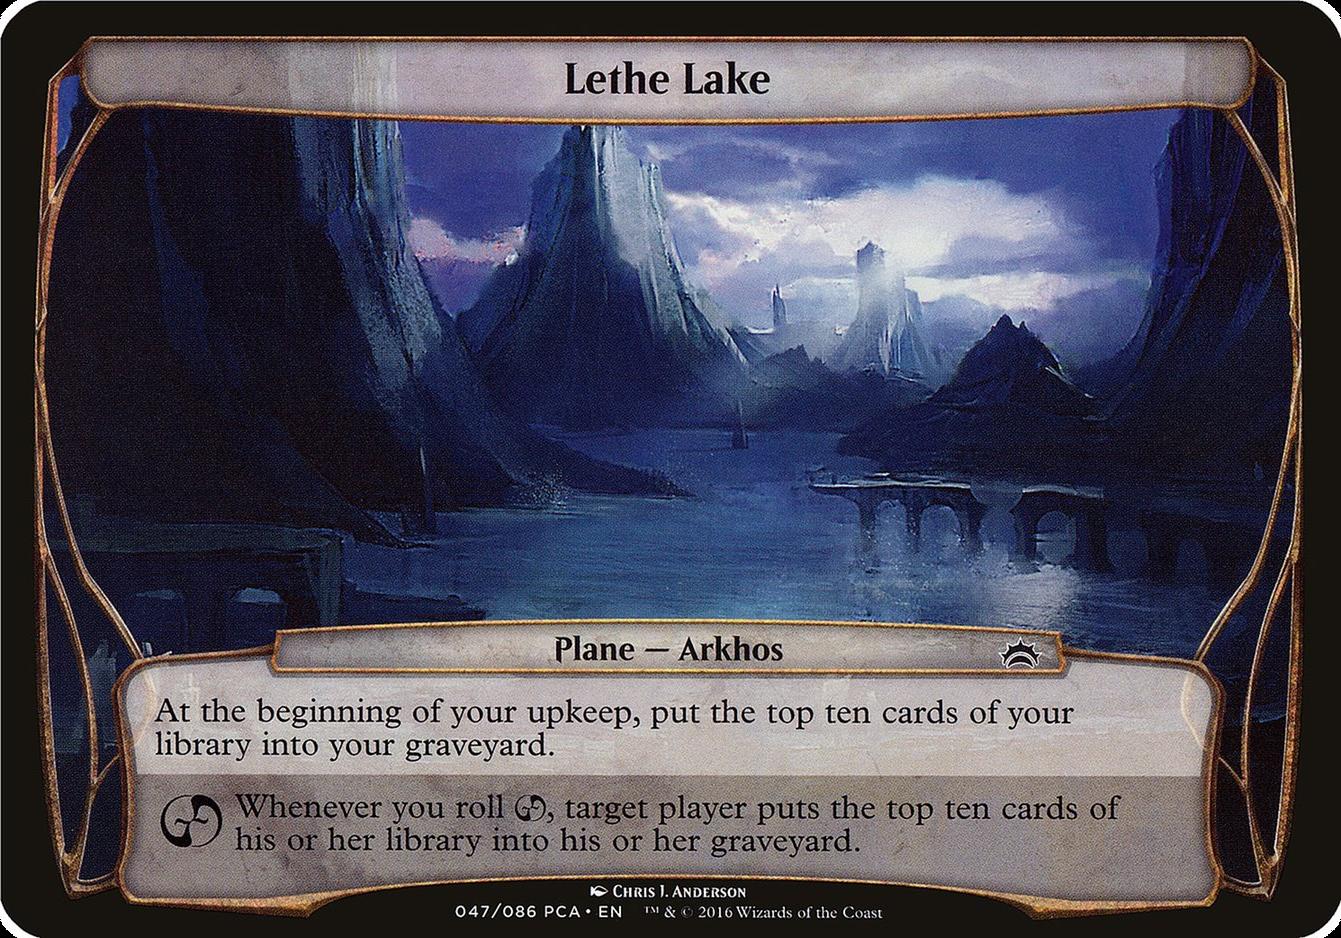 Lethe Lake
Plane — Arkhos
At the beginning of your upkeep, put the top ten cards of your
library into your graveyard.
Whenever you roll , target player puts the top ten cards of
his or her library into his or her graveyard.
Chris J. Anderson
047/086 PCA • EN ™ & © 2016 Wizards of the Coast